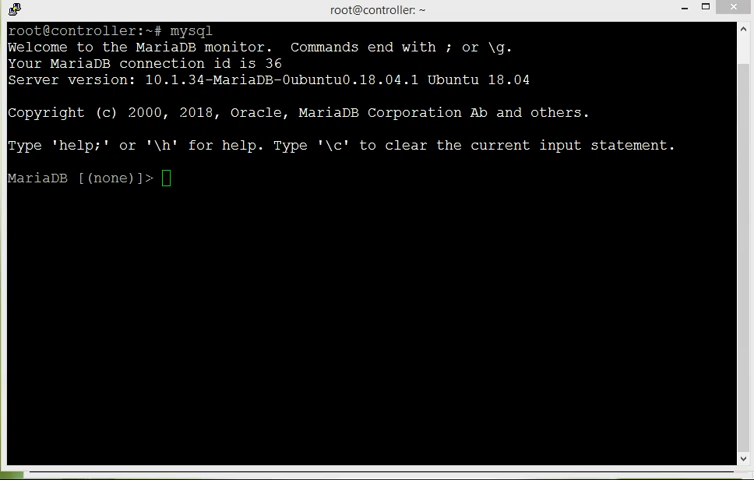 root@controller: ~
root@controller:~# mysql
Welcome to the MariaDB monitor.  Commands end with ; or \g.
Your MariaDB connection id is 36
Server version: 10.1.34-MariaDB-0ubuntu0.18.04.1 Ubuntu 18.04
Copyright (c) 2000, 2018, Oracle, MariaDB Corporation Ab and others.
Type 'help;' or '\h' for help. Type '\c' to clear the current input statement.
MariaDB [(none)]>